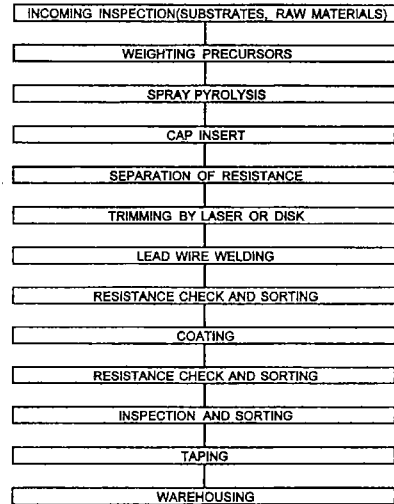 INCOMING INSPECTION(SUBSTRATES, RAW MATERIALS)
WEIGHTING PRECURSORS
SPRAY PYROLYSIS
CAP INSERT
SEPARATION OF RESISTANCE
TRIMMING BY LASER OR DISK
LEAD WIRE WELDING
RESISTANCE CHECK AND SORTING
COATING
RESISTANCE CHECK AND SORTING
INSPECTION AND SORTING
TAPING
WAREHOUSING